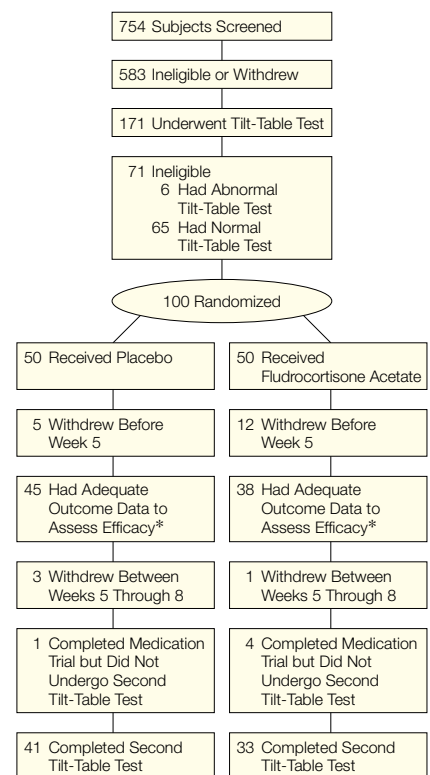 754 Subjects Screened
583 Ineligible or Withdrew
171 Underwent Tilt-Table Test
71 Ineligible
6 Had Abnormal
Tilt-Table Test
65 Had Normal
Tilt-Table Test
100 Randomized
50 Received Placebo
5 Withdrew Before
Week 5
45 Had Adequate
Outcome Data to
Assess Efficacy*
3 Withdrew Between
Weeks 5 Through 8
1 Completed Medication
Trial but Did Not
Undergo Second
Tilt-Table Test
41 Completed Second
Tilt-Table Test
50 Received
Fludrocortisone Acetate
12 Withdrew Before
Week 5
38 Had Adequate
Outcome Data to
Assess Efficacy*
1 Withdrew Between
Weeks 5 Through 8
4 Completed Medication
Trial but Did Not
Undergo Second
Tilt-Table Test
33 Completed Second
Tilt-Table Test